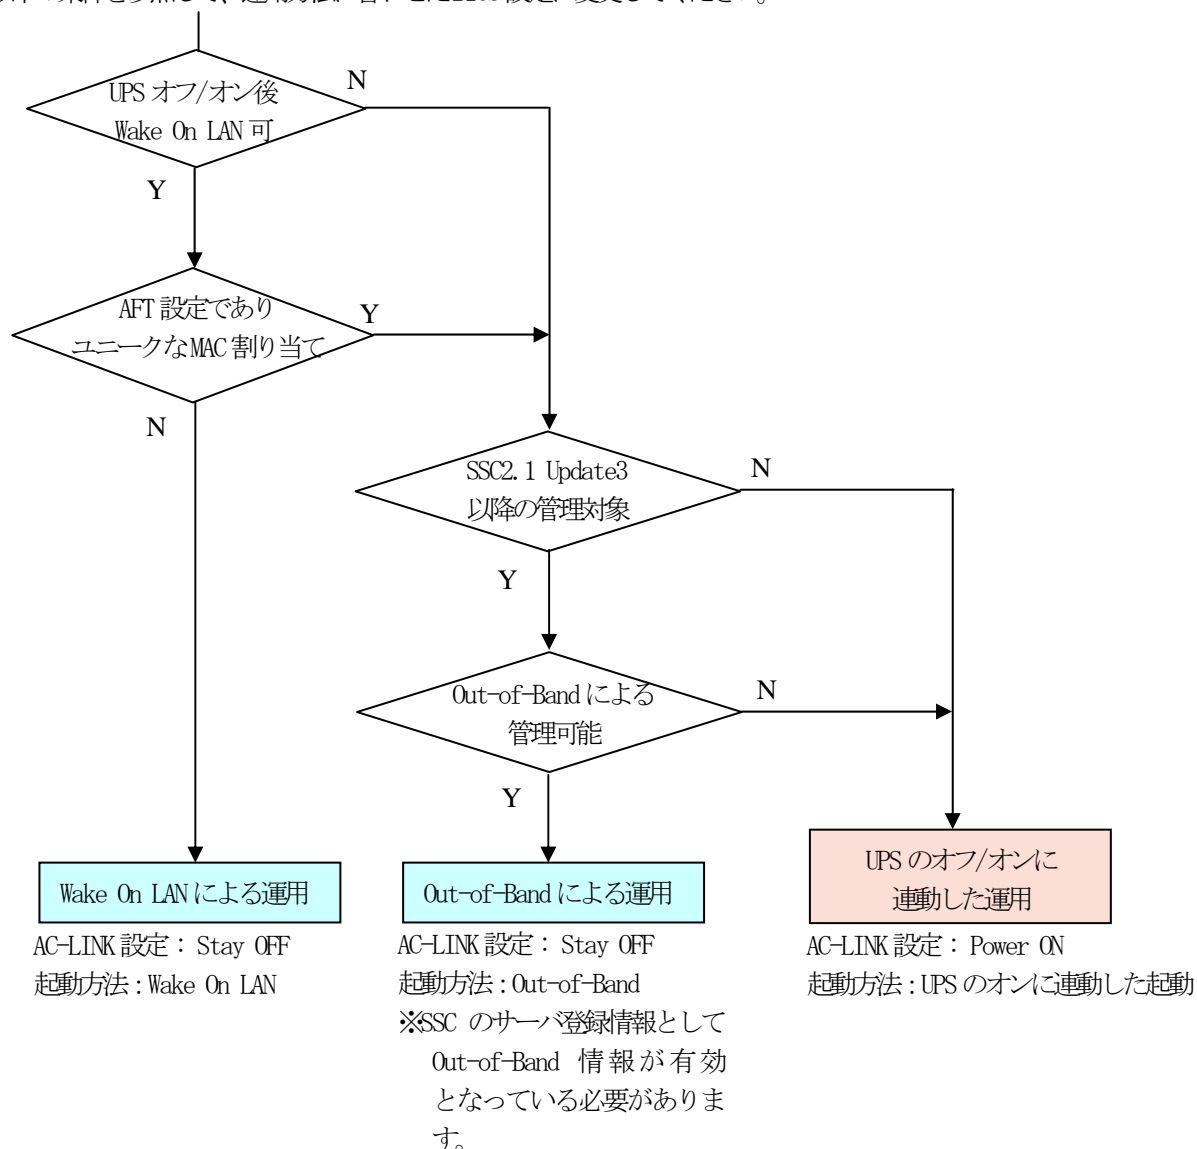 UPS オフ/オン後
Wake On LAN 可
N
Y
AFT 設定であり
ユニークなMAC 割り当て
Y
N
SSC2.1 Update3
以降の管理対象
N
Y
Out-of-Band による
管理可能
N
Y
Wake On LAN による運用
AC-LINK 設定： Stay OFF
起動方法：Wake On LAN
Out-of-Band による運用
AC-LINK 設定： Stay OFF
起動方法：Out-of-Band
※SSC のサーバ登録情報として
Out-of-Band 情報が有効
となっている必要がありま
す。
UPS のオフ/オンに
連動した運用
AC-LINK 設定： Power ON
起動方法：UPS のオンに連動した起動